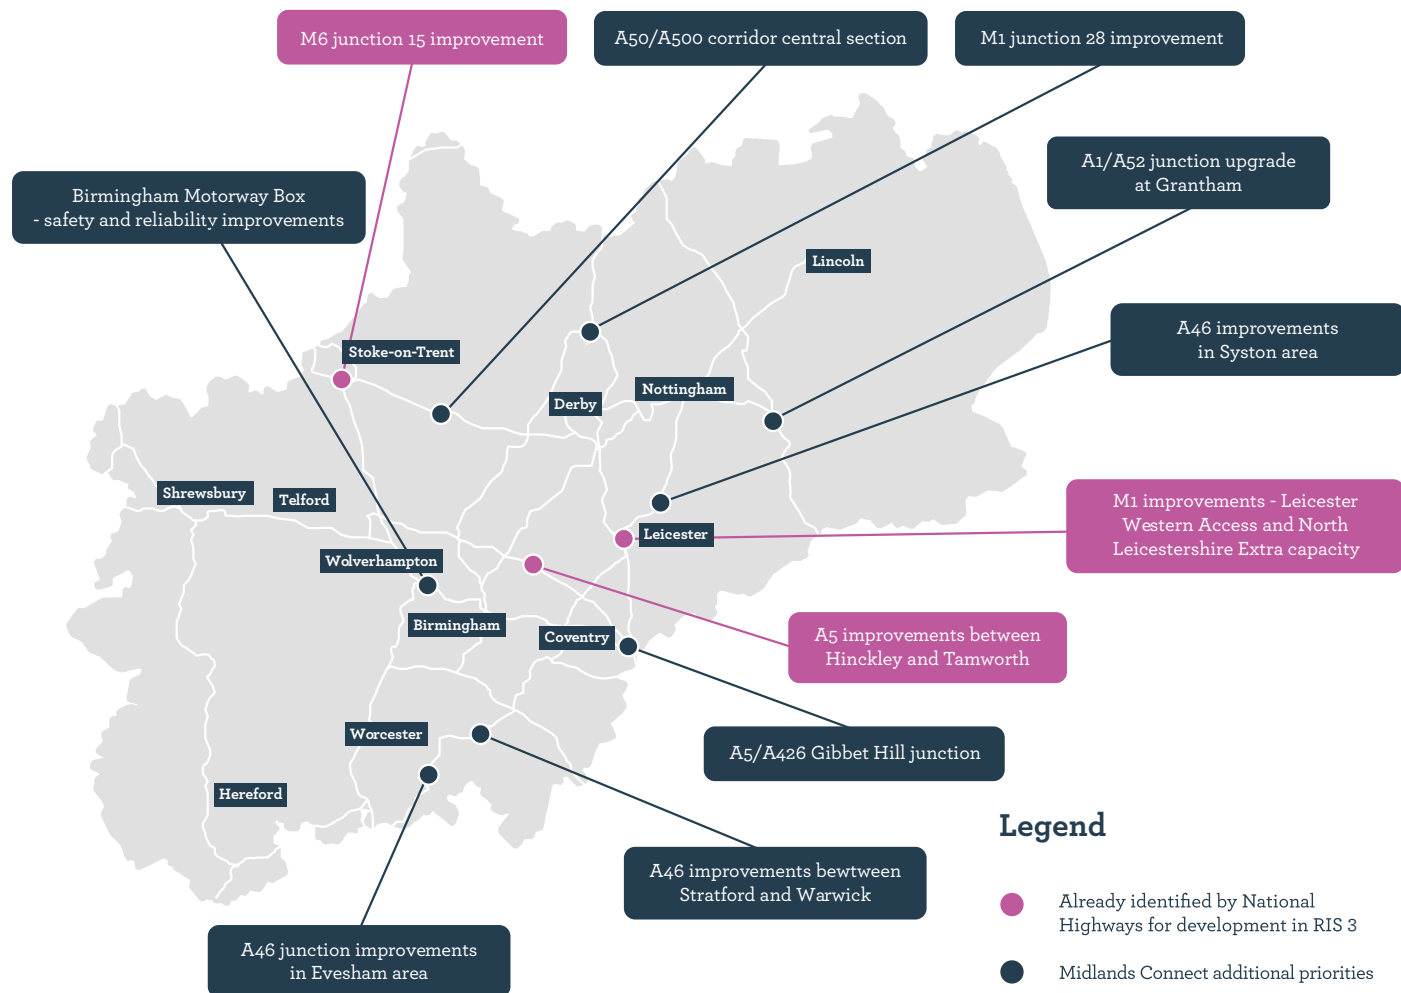 M6 junction 15 improvement
A50/A500 corridor central section
M1 junction 28 improvement
A1/A52 junction upgrade
at Grantham
Birmingham Motorway Box
- safety and reliability improvements
Lincoln
A46 improvements
in Syston area
Stoke-on-Trent
Nottingham
Derby
Shrewsbury
Telford
M1 improvements - Leicester
Western Access and North
Leicestershire Extra capacity
Leicester
Wolverhampton
Birmingham
Coventry
A5 improvements between
Hinckley and Tamworth
Worcester
A5/A426 Gibbet Hill junction
Hereford
A46 improvements bewtween
Stratford and Warwick
A46 junction improvements
in Evesham area
Legend
Already identified by National
Highways for development in RIS 3
Midlands Connect additional priorities